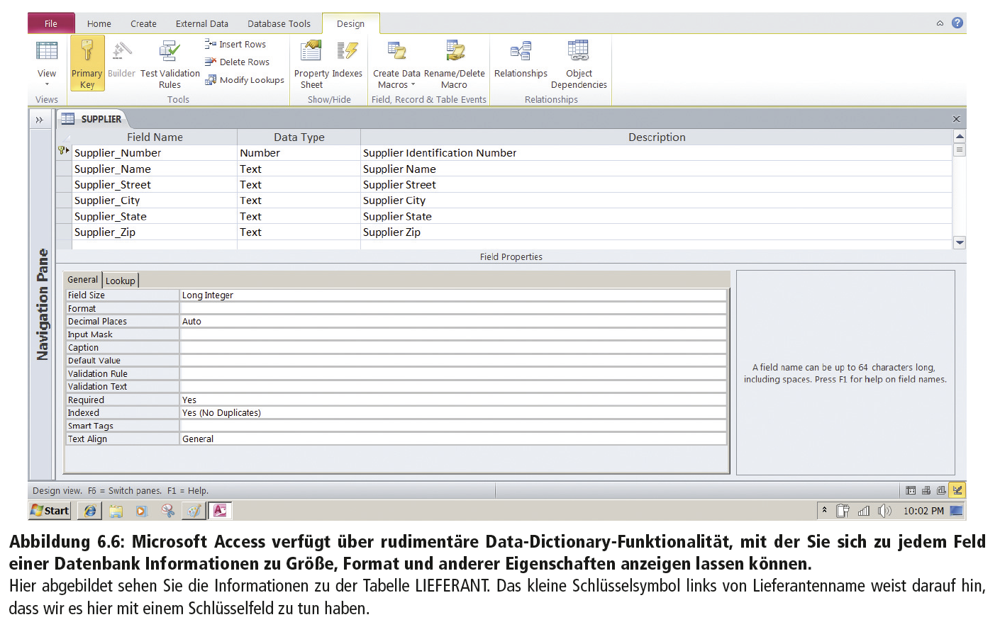 File Home Create External Data Database Tools Design
View
Primary Key
Builder
Test Validation Rules
Insert Rows
Delete Rows
Modify Lookups
Property Sheet
Indexes
Create Data Macros
Rename/Delete Macro
Relationships
Object Dependencies
Views Tools Show/Hide Field, Record & Table Events Relationships
SUPPLIER
Field Name Data Type Description
Supplier_Number Number Supplier Identification Number
Supplier_Name Text Supplier Name
Supplier_Street Text Supplier Street
Supplier_City Text Supplier City
Supplier_State Text Supplier State
Supplier_Zip Text Supplier Zip
Navigation Pane
Field Properties
General Lookup
Field Size Long Integer
Format
Decimal Places Auto
Input Mask
Caption
Default Value
Validation Rule
Validation Text
Required Yes
Indexed Yes (No Duplicates)
Smart Tags
Text Align General
A field name can be up to 64 characters long,
including spaces. Press F1 for help on field names.
Design view. F6 = Switch panes. F1 = Help.
Start 10:02 PM
Abbildung 6.6: Microsoft Access verfügt über rudimentäre Data-Dictionary-Funktionalität, mit der Sie sich zu jedem Feld
einer Datenbank Informationen zu Größe, Format und anderer Eigenschaften anzeigen lassen können.
Hier abgebildet sehen Sie die Informationen zu der Tabelle LIEFERANT. Das kleine Schlüsselsymbol links von Lieferantenname weist darauf hin,
dass wir es hier mit einem Schlüsselfeld zu tun haben.